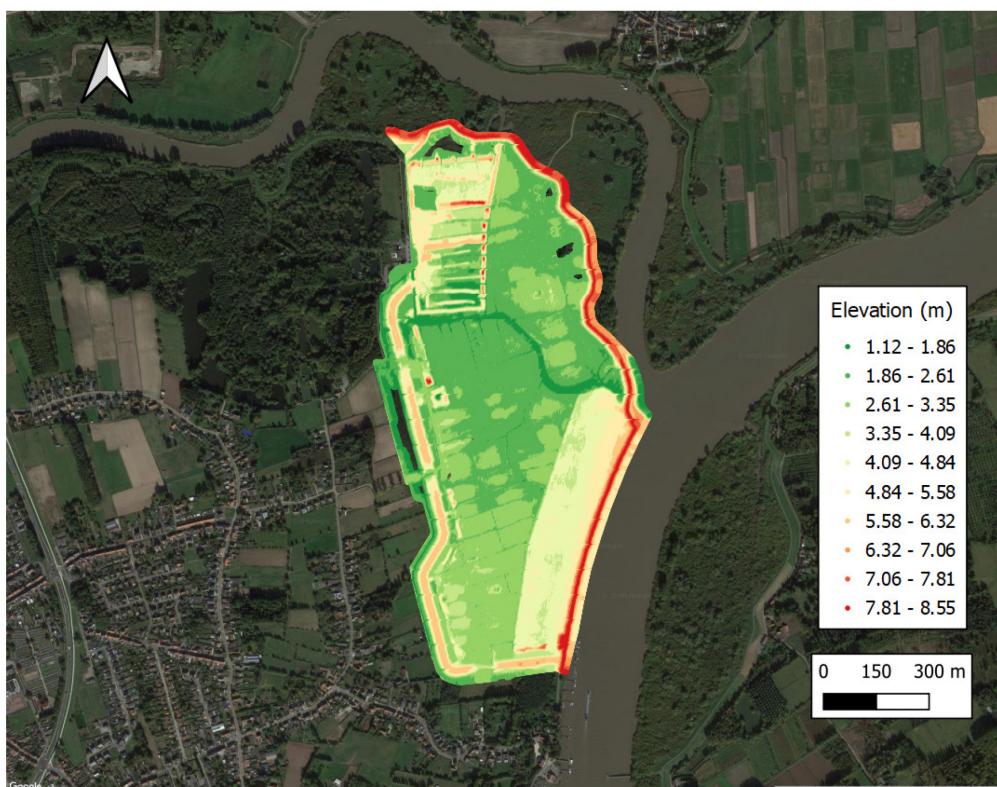 Elevation (m)
1.12 - 1.86
1.86 - 2.61
2.61 - 3.35
3.35 - 4.09
4.09 - 4.84
4.84 - 5.58
5.58 - 6.32
6.32 - 7.06
7.06 - 7.81
7.81 - 8.55
0 150 300 m
Google